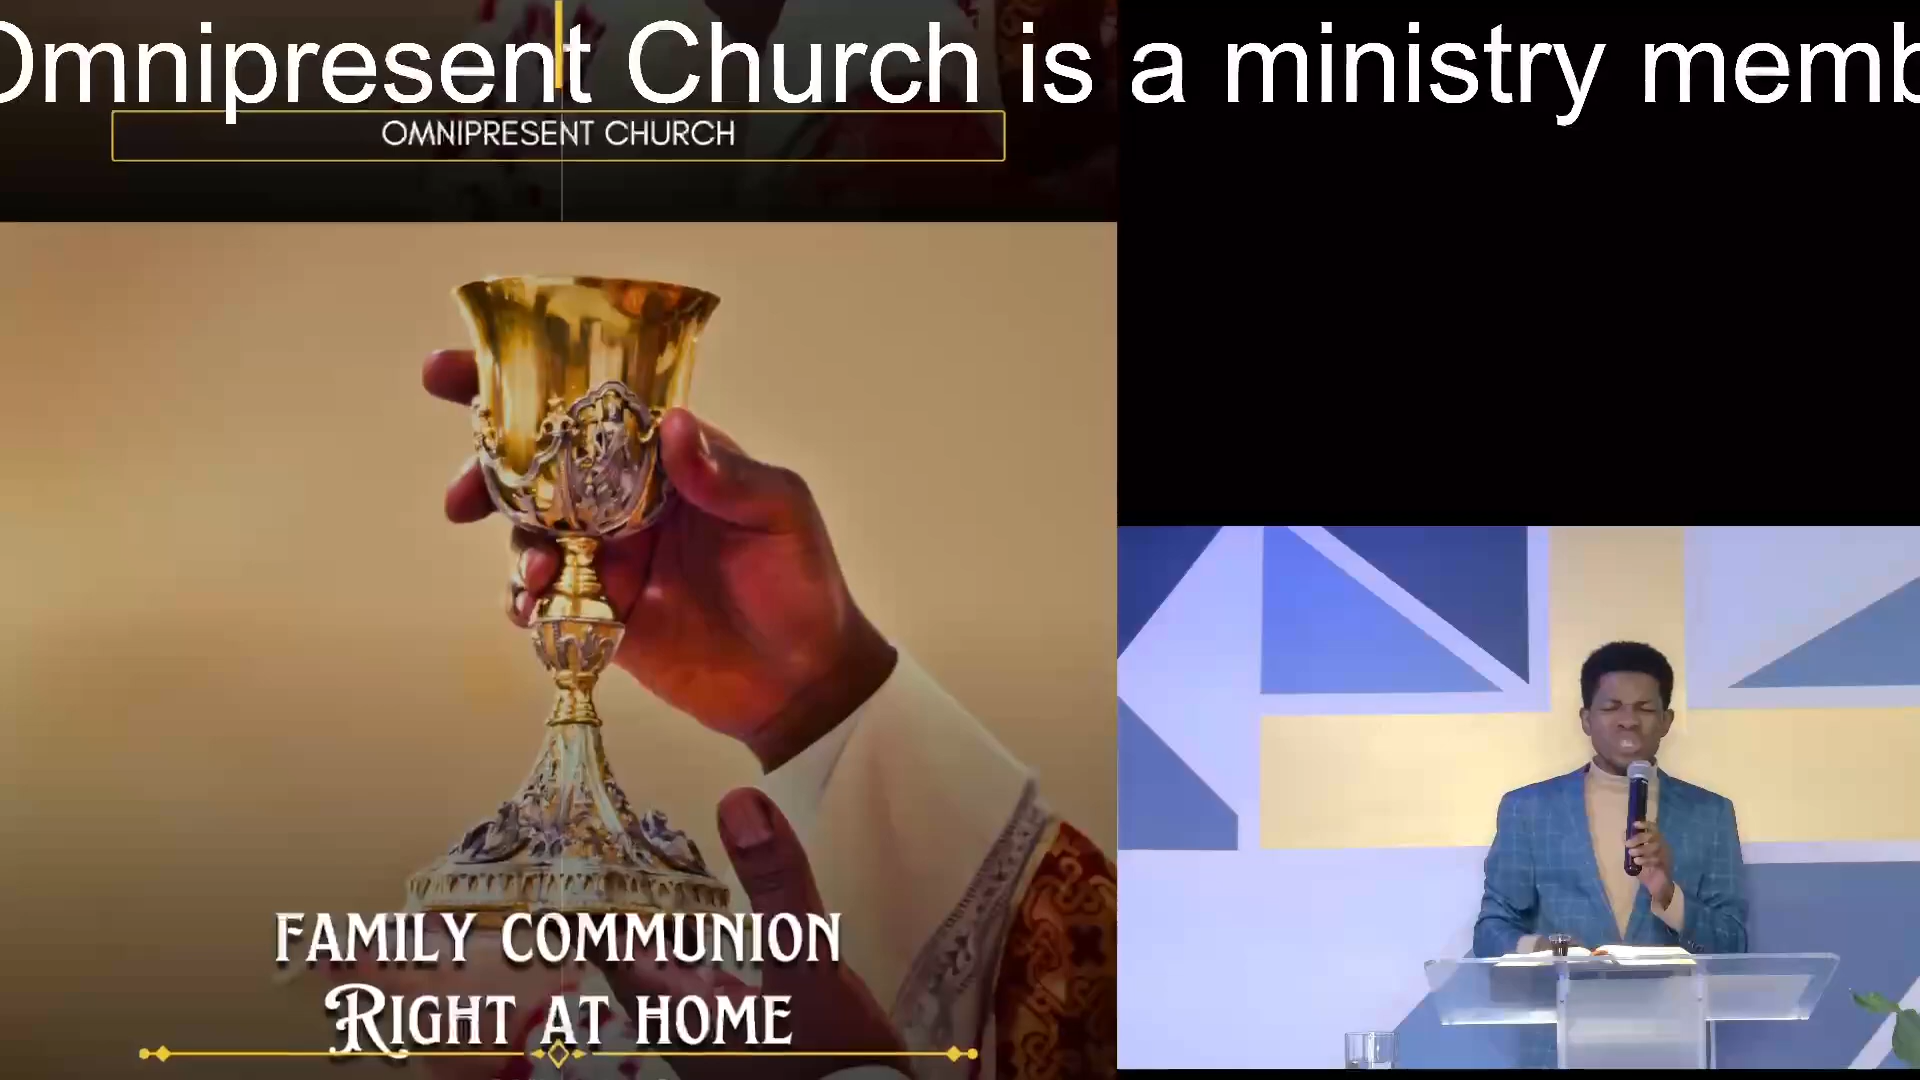 Omnipresent Church is a ministry memb
OMNIPRESENT CHURCH
FAMILY COMMUNION
RIGHT AT HOME